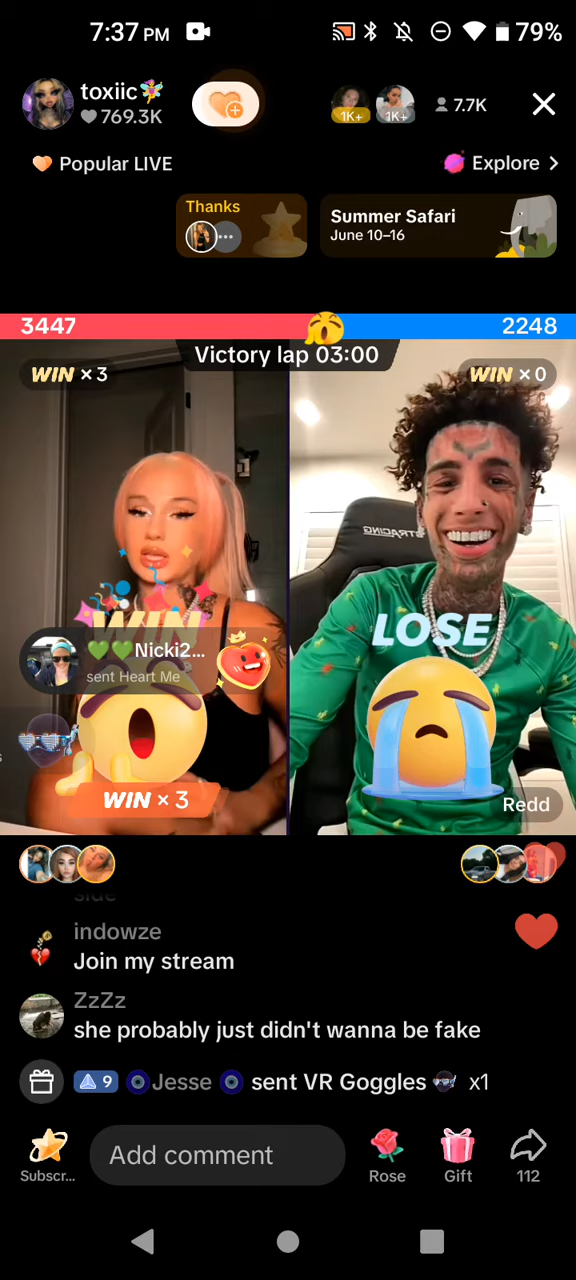 7:37 PM
79%
toxiic🧚
769.3K
1K+
1K+
7.7K
Popular LIVE
Explore >
Thanks
Summer Safari
June 10–16
3447
2248
Victory lap 03:00
WIN × 3
WIN × 0
WIN
LOSE
💚💚Nicki2...
sent Heart Me
WIN × 3
Redd
indowze
Join my stream
ZzZz
she probably just didn't wanna be fake
9 🧿Jesse 🧿 sent VR Goggles x1
Subscr...
Add comment
Rose
Gift
112